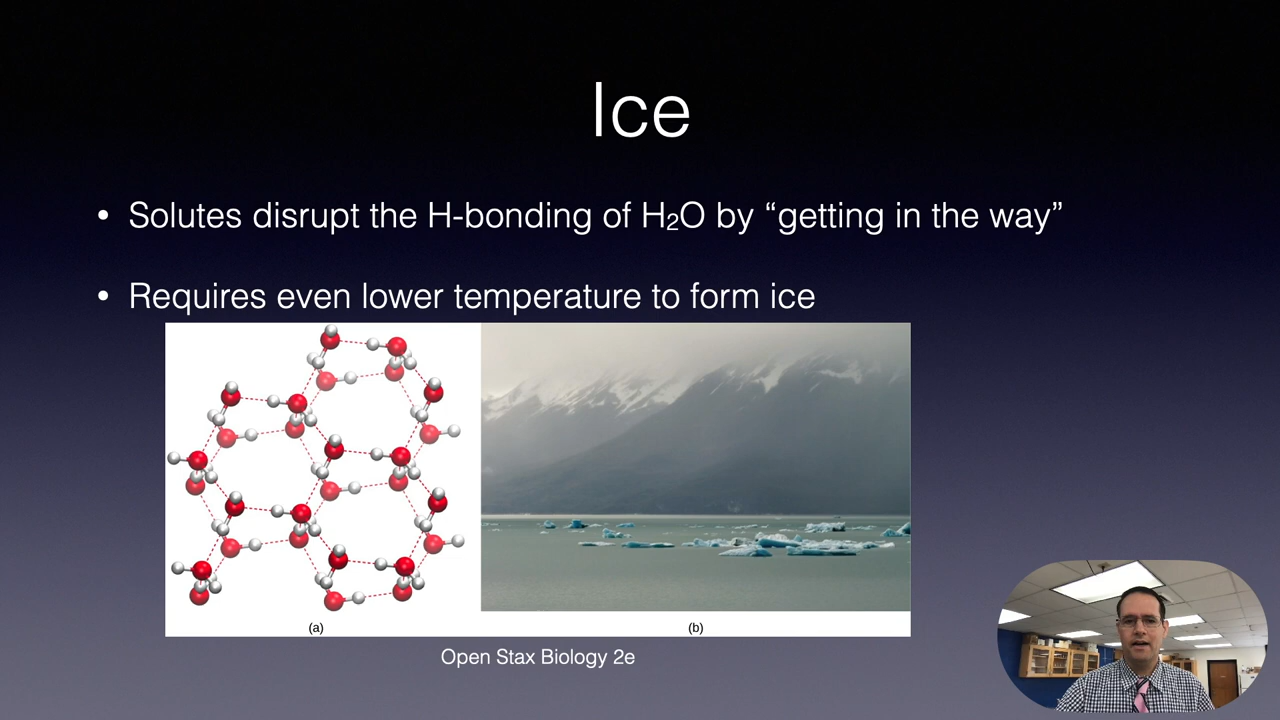 Ice
• Solutes disrupt the H-bonding of H₂O by “getting in the way”
• Requires even lower temperature to form ice
(a)
(b)
Open Stax Biology 2e